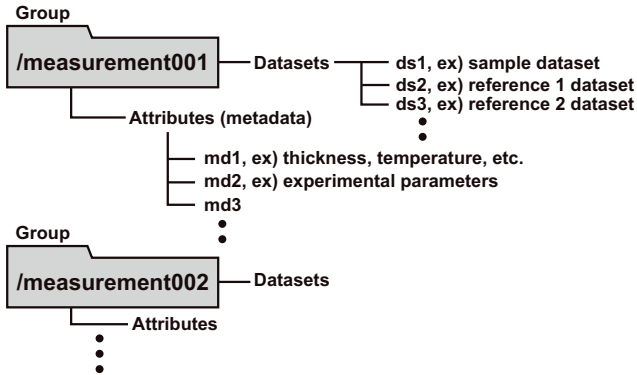 Group
/measurement001
Datasets
ds1, ex) sample dataset
ds2, ex) reference 1 dataset
ds3, ex) reference 2 dataset
Attributes (metadata)
md1, ex) thickness, temperature, etc.
md2, ex) experimental parameters
md3
Group
/measurement002
Datasets
Attributes